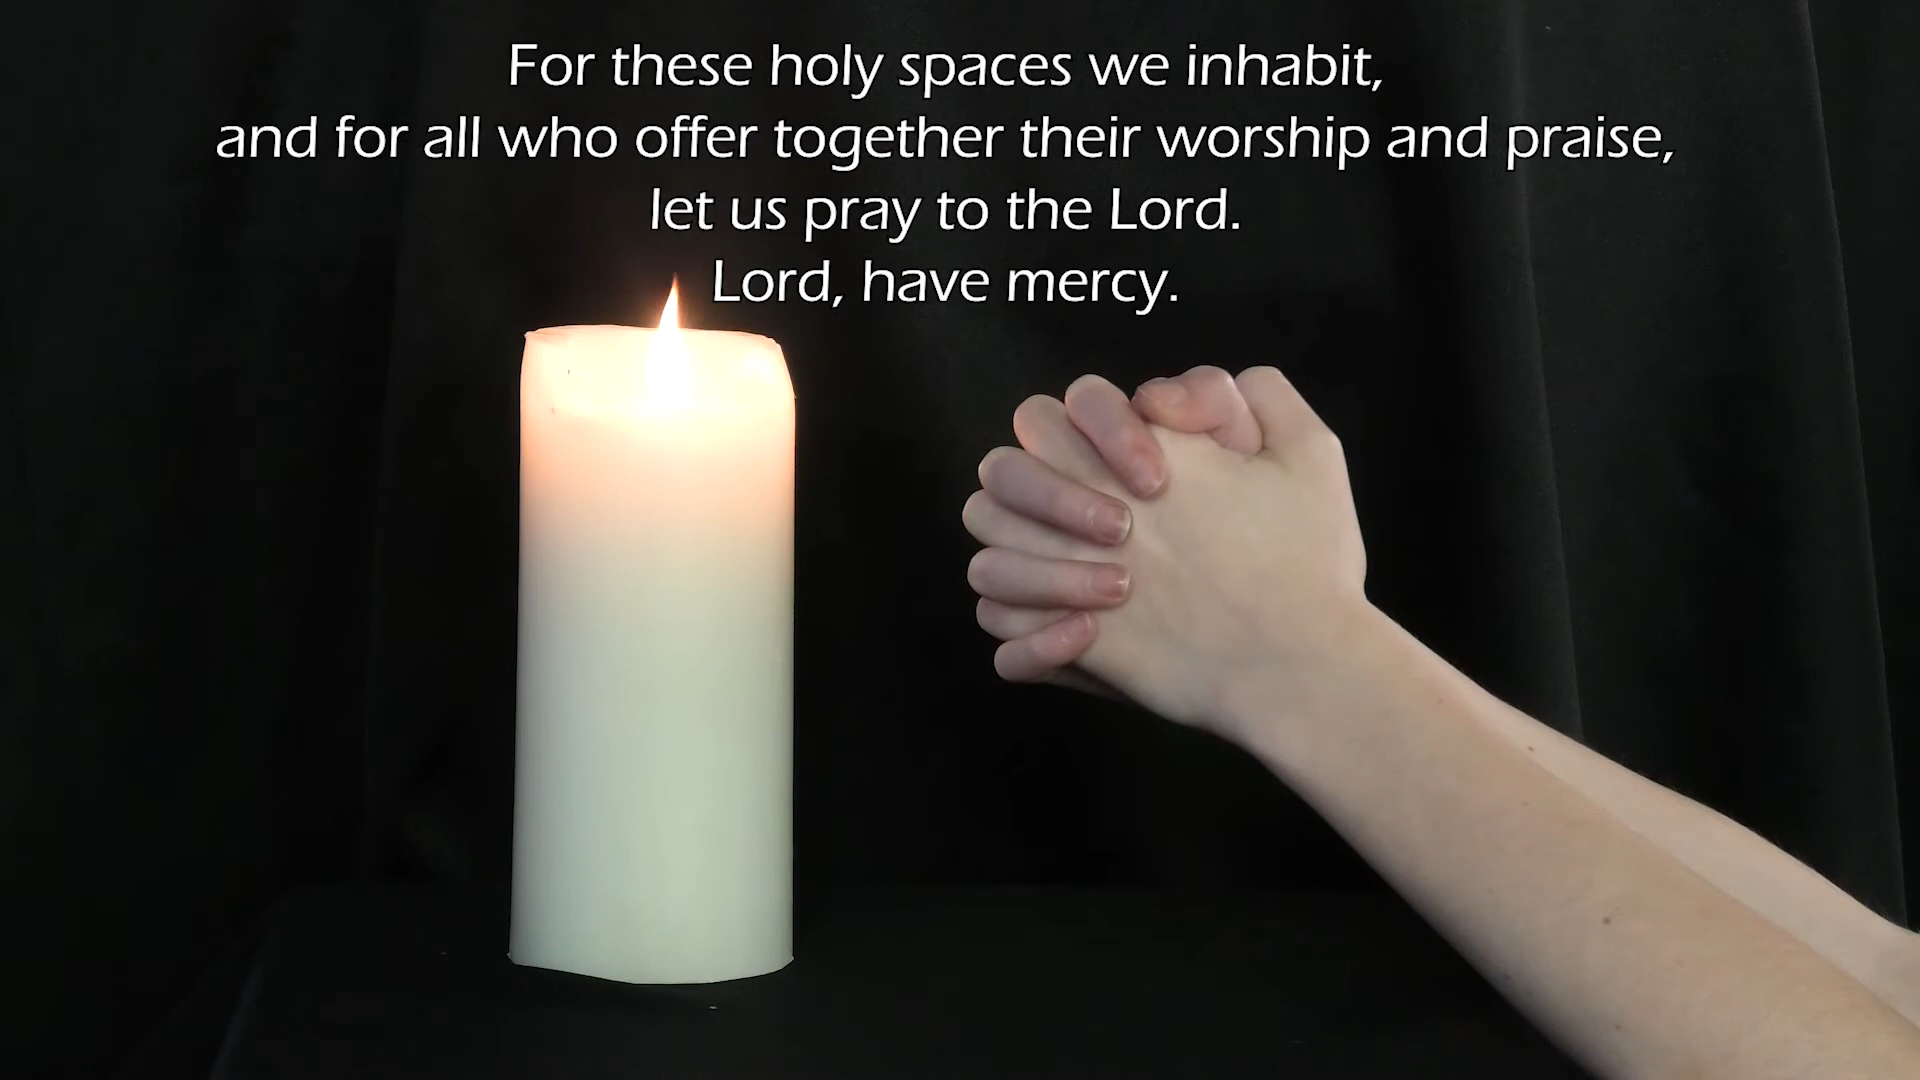 For these holy spaces we inhabit,
and for all who offer together their worship and praise,
let us pray to the Lord.
Lord, have mercy.